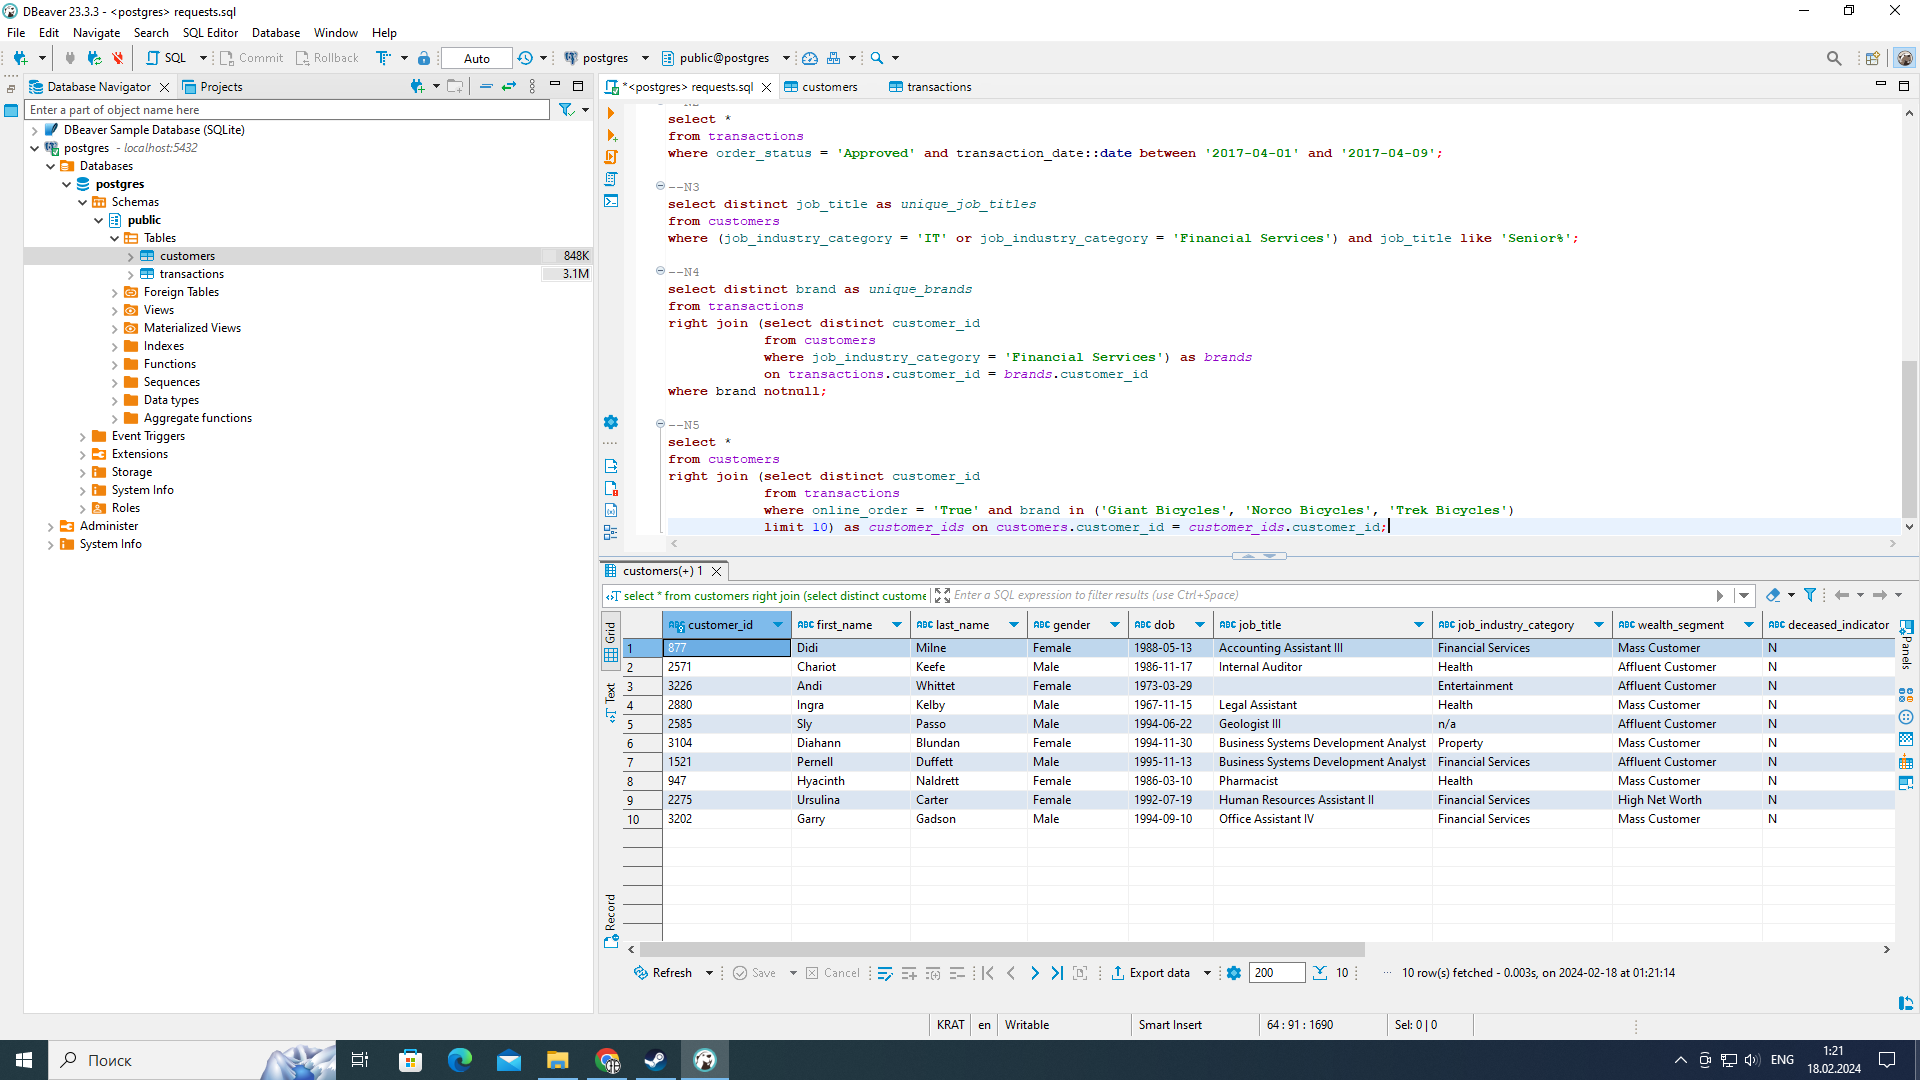 DBeaver 23.3.3 - <postgres> requests.sql
File Edit Navigate Search SQL Editor Database Window Help
SQL Commit Rollback Auto postgres public@postgres
Database Navigator Projects
Enter a part of object name here
DBeaver Sample Database (SQLite)
postgres - localhost:5432
Databases
postgres
Schemas
public
Tables
customers 848K
transactions 3.1M
Foreign Tables
Views
Materialized Views
Indexes
Functions
Sequences
Data types
Aggregate functions
Event Triggers
Extensions
Storage
System Info
Roles
Administer
System Info
*<postgres> requests.sql customers transactions
select *
from transactions
where order_status = 'Approved' and transaction_date::date between '2017-04-01' and '2017-04-09';
--N3
select distinct job_title as unique_job_titles
from customers
where (job_industry_category = 'IT' or job_industry_category = 'Financial Services') and job_title like 'Senior%';
--N4
select distinct brand as unique_brands
from transactions
right join (select distinct customer_id
from customers
where job_industry_category = 'Financial Services') as brands
on transactions.customer_id = brands.customer_id
where brand notnull;
--N5
select *
from customers
right join (select distinct customer_id
from transactions
where online_order = 'True' and brand in ('Giant Bicycles', 'Norco Bicycles', 'Trek Bicycles')
limit 10) as customer_ids on customers.customer_id = customer_ids.customer_id;
customers(+) 1
select * from customers right join (select distinct custome Enter a SQL expression to filter results (use Ctrl+Space)
Grid
Text
Record
Panels
customer_id first_name last_name gender dob job_title job_industry_category wealth_segment deceased_indicator
1 877 Didi Milne Female 1988-05-13 Accounting Assistant III Financial Services Mass Customer N
2 2571 Chariot Keefe Male 1986-11-17 Internal Auditor Health Affluent Customer N
3 3226 Andi Whittet Female 1973-03-29 Entertainment Affluent Customer N
4 2880 Ingra Kelby Male 1967-11-15 Legal Assistant Health Mass Customer N
5 2585 Sly Passo Male 1994-06-22 Geologist III n/a Affluent Customer N
6 3104 Diahann Blundan Female 1994-11-30 Business Systems Development Analyst Property Mass Customer N
7 1521 Pernell Duffett Male 1995-11-13 Business Systems Development Analyst Financial Services Affluent Customer N
8 947 Hyacinth Naldrett Female 1986-03-10 Pharmacist Health Mass Customer N
9 2275 Ursulina Carter Female 1992-07-19 Human Resources Assistant II Financial Services High Net Worth N
10 3202 Garry Gadson Male 1994-09-10 Office Assistant IV Financial Services Mass Customer N
Refresh Save Cancel Export data 200 10 10 row(s) fetched - 0.003s, on 2024-02-18 at 01:21:14
KRAT en Writable Smart Insert 64 : 91 : 1690 Sel: 0 | 0
Поиск ENG 1:21
18.02.2024